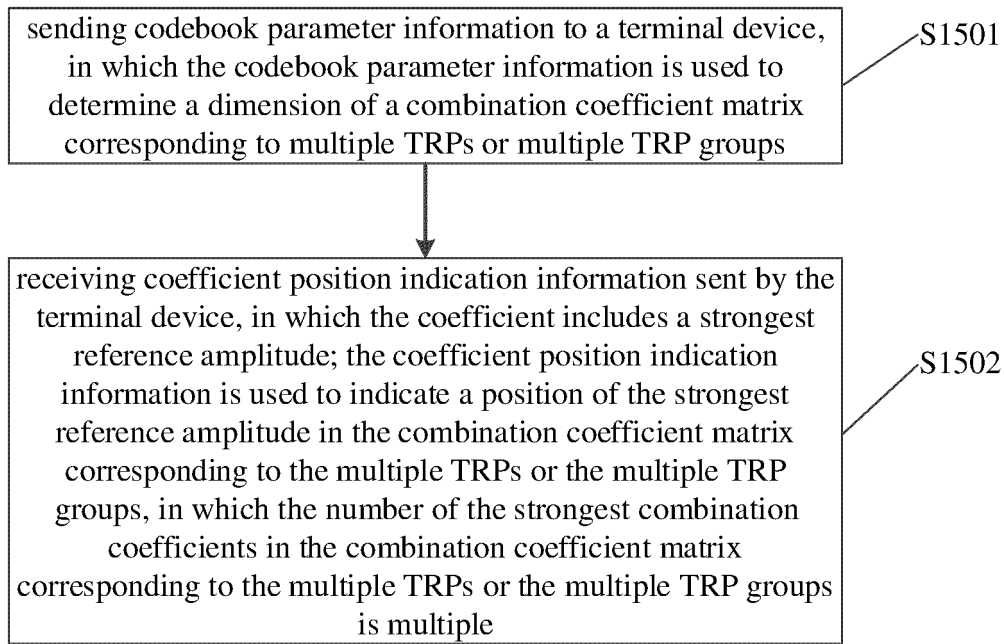 sending codebook parameter information to a terminal device,
in which the codebook parameter information is used to
determine a dimension of a combination coefficient matrix
corresponding to multiple TRPs or multiple TRP groups
S1501
receiving coefficient position indication information sent by the
terminal device, in which the coefficient includes a strongest
reference amplitude; the coefficient position indication
information is used to indicate a position of the strongest
reference amplitude in the combination coefficient matrix
corresponding to the multiple TRPs or the multiple TRP
groups, in which the number of the strongest combination
coefficients in the combination coefficient matrix
corresponding to the multiple TRPs or the multiple TRP groups
is multiple
S1502